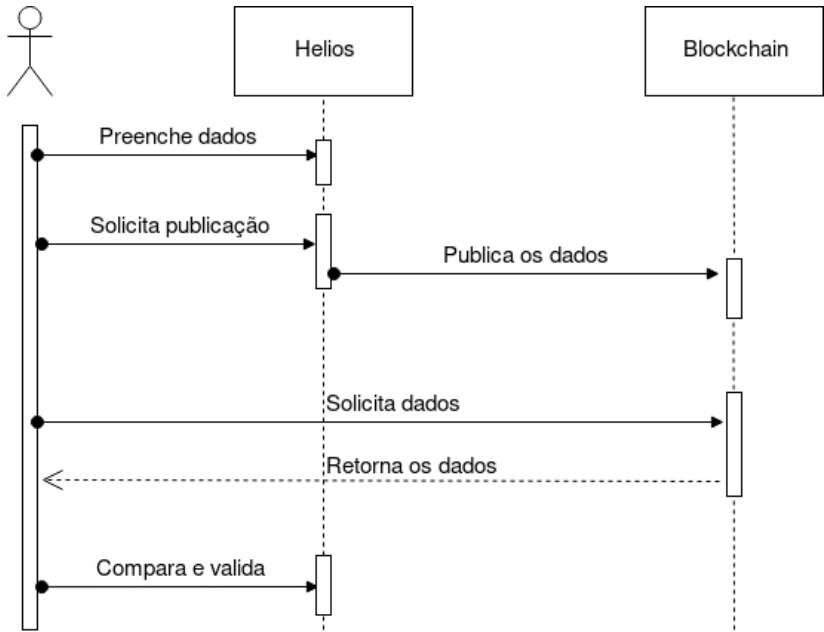 Helios
Blockchain
Preenche dados
Solicita publicação
Publica os dados
Solicita dados
Retorna os dados
Compara e valida